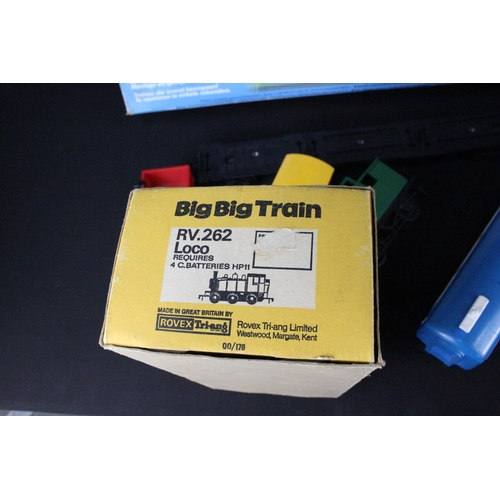 Big Big Train
RV.262
Loco
REQUIRES
4 C.BATTERIES HP11
PP
MADE IN GREAT BRITAIN BY
ROVEX Tri-ang
Rovex Tri-ang Limited
Westwood, Margate, Kent
00/178